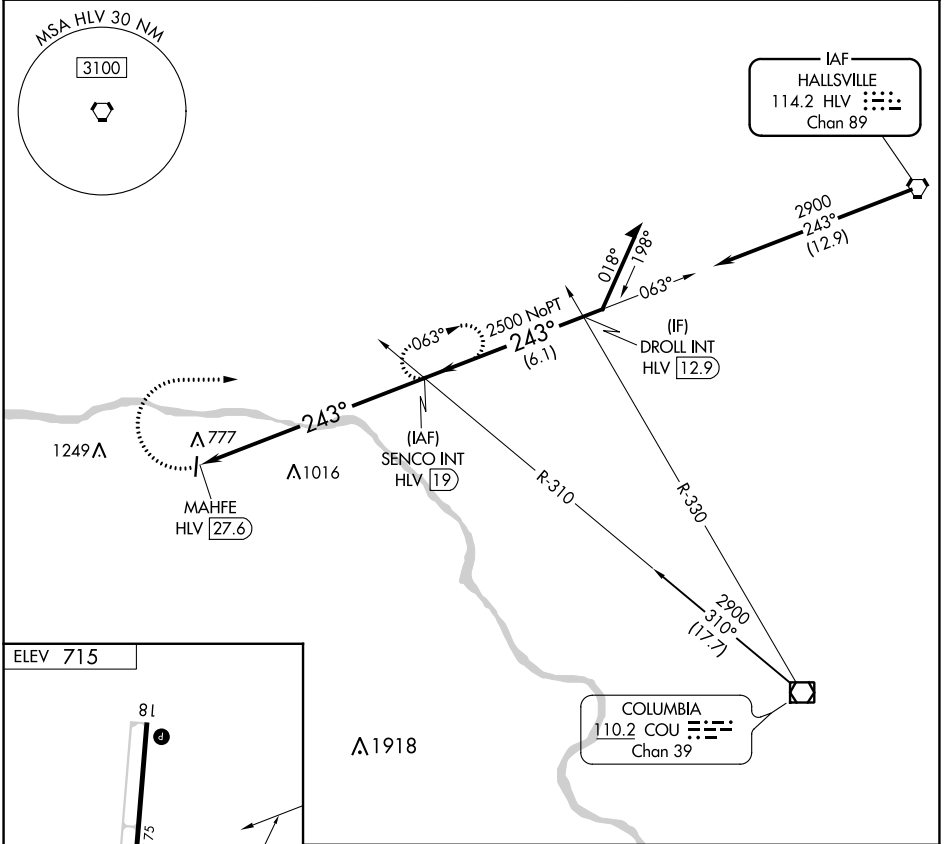 MSA HLV 30 NM
3100
IAF
HALLSVILLE
114.2 HLV
Chan 89
2900
243°
(12.9)
018°
198°
063°
2500 NoPT
243°
(6.1)
063°
(IF)
DROLL INT
HLV 12.9
243°
(IAF)
SENCO INT
HLV 19
1249
777
1016
MAHFE
HLV 27.6
R-310
R-330
2900
310°
(17.7)
ELEV 715
18
P
75
1918
COLUMBIA
110.2 COU
Chan 39